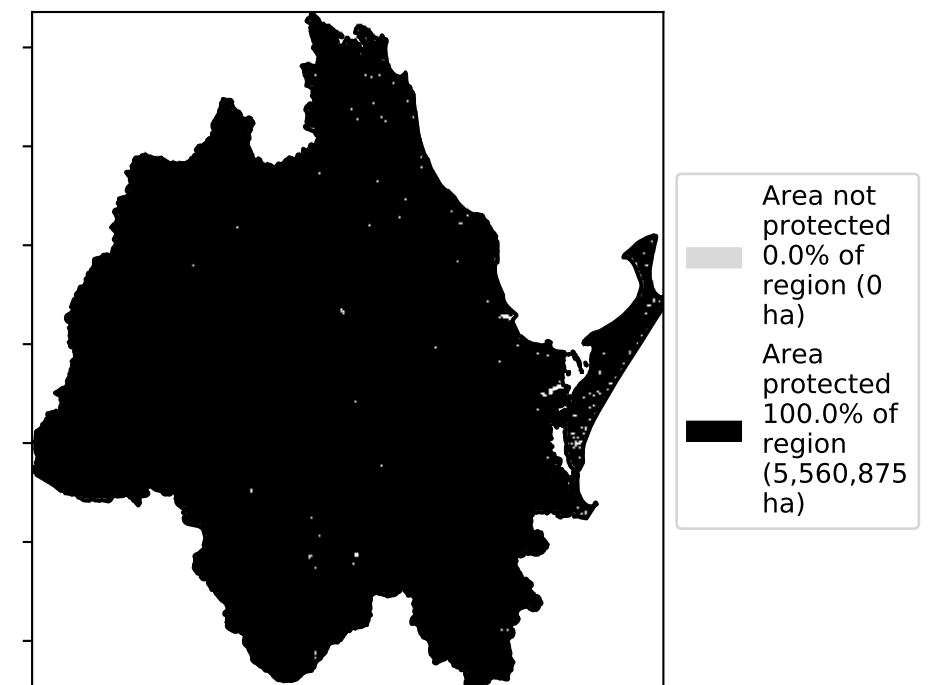 Area not
protected
0.0% of
region (0
ha)
Area
protected
100.0% of
region
(5,560,875
ha)